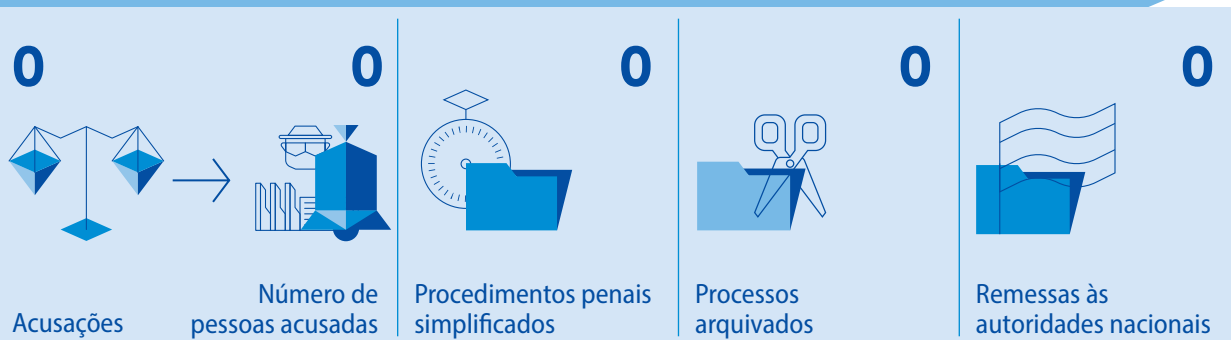 0
0
Acusações
Número de
pessoas acusadas
0
Procedimentos penais
simplificados
0
Processos
arquivados
0
Remessas às
autoridades nacionais